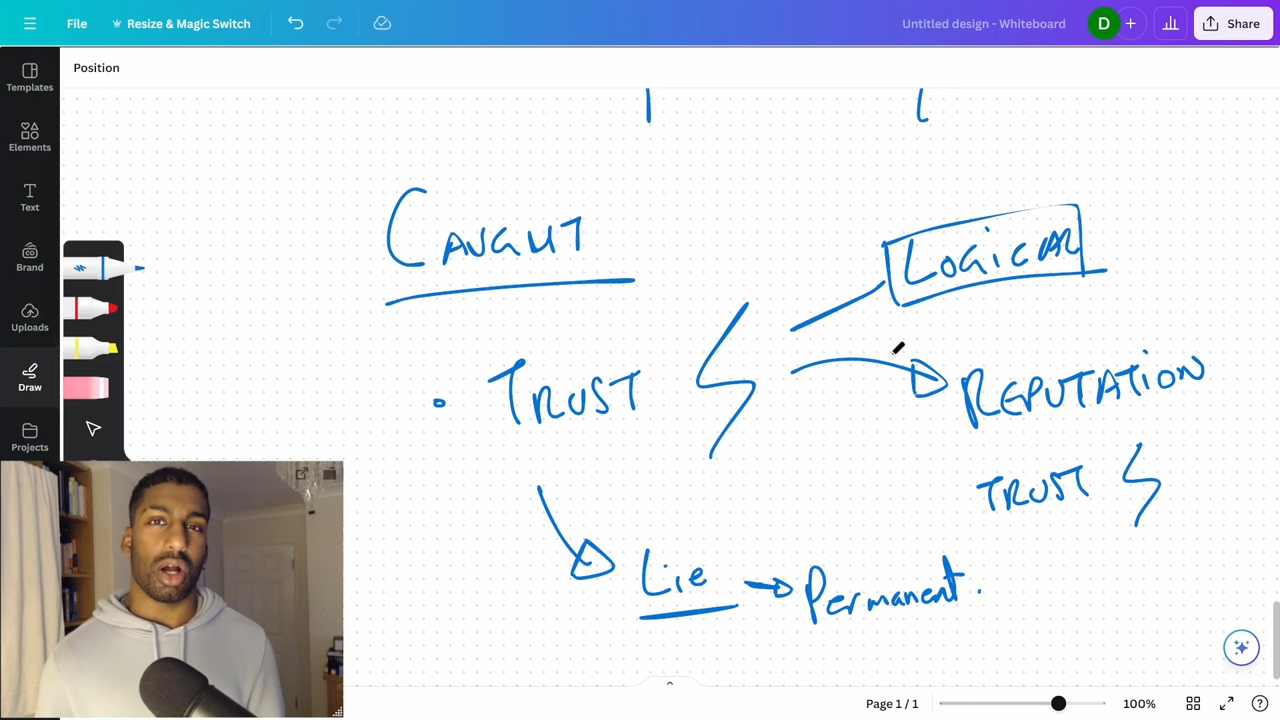 File
Resize & Magic Switch
Untitled design - Whiteboard
D
+
Share
Templates
Elements
Text
Brand
Uploads
Draw
Projects
Position
CAUGHT
LOGICAL
TRUST
REPUTATION
TRUST
Lie → Permanent.
Page 1 / 1
100%
?